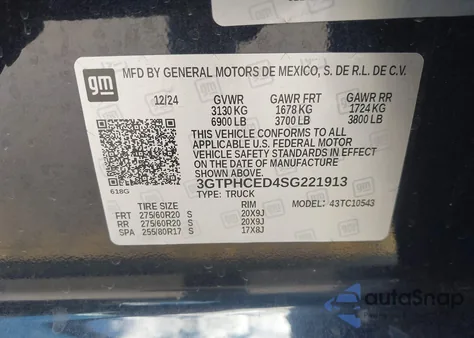 gm
MFD BY GENERAL MOTORS DE MEXICO, S. DE R.L. DE C.V.
12/24 GVWR GAWR FRT GAWR RR
3130 KG 1678 KG 1724 KG
6900 LB 3700 LB 3800 LB
THIS VEHICLE CONFORMS TO ALL
APPLICABLE U.S. FEDERAL MOTOR
VEHICLE SAFETY STANDARDS IN EFFECT
ON THE DATE OF MANUFACTURE
SHOWN ABOVE.
3GTPHCED4SG221913
618G TYPE: TRUCK MODEL: 43TC10543
TIRE SIZE RIM
FRT 275/60R20 S 20X9J
RR 275/60R20 S 20X9J
SPA 255/80R17 S 17X8J
autoSnap